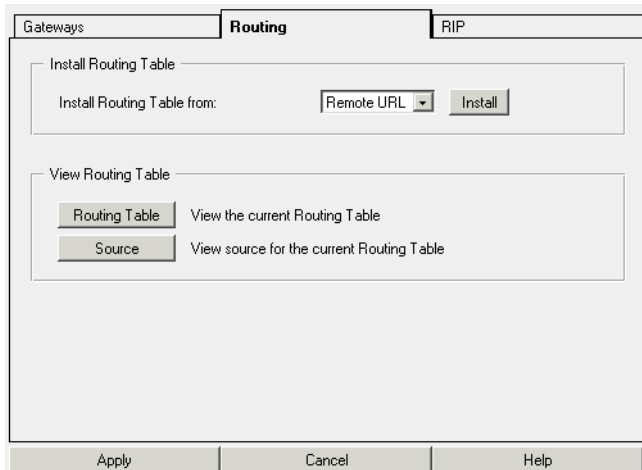 Gateways Routing RIP
Install Routing Table
Install Routing Table from: Remote URL Install
View Routing Table
Routing Table View the current Routing Table
Source View source for the current Routing Table
Apply Cancel Help